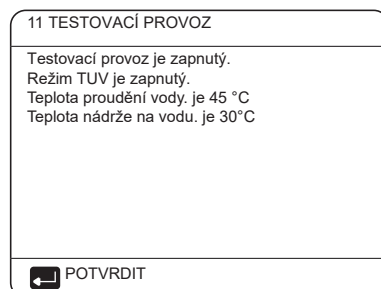 11 TESTOVACÍ PROVOZ
Testovací provoz je zapnutý.
Režim TUV je zapnutý.
Teplota proudění vody. je 45 °C
Teplota nádrže na vodu. je 30°C
POTVRDIT